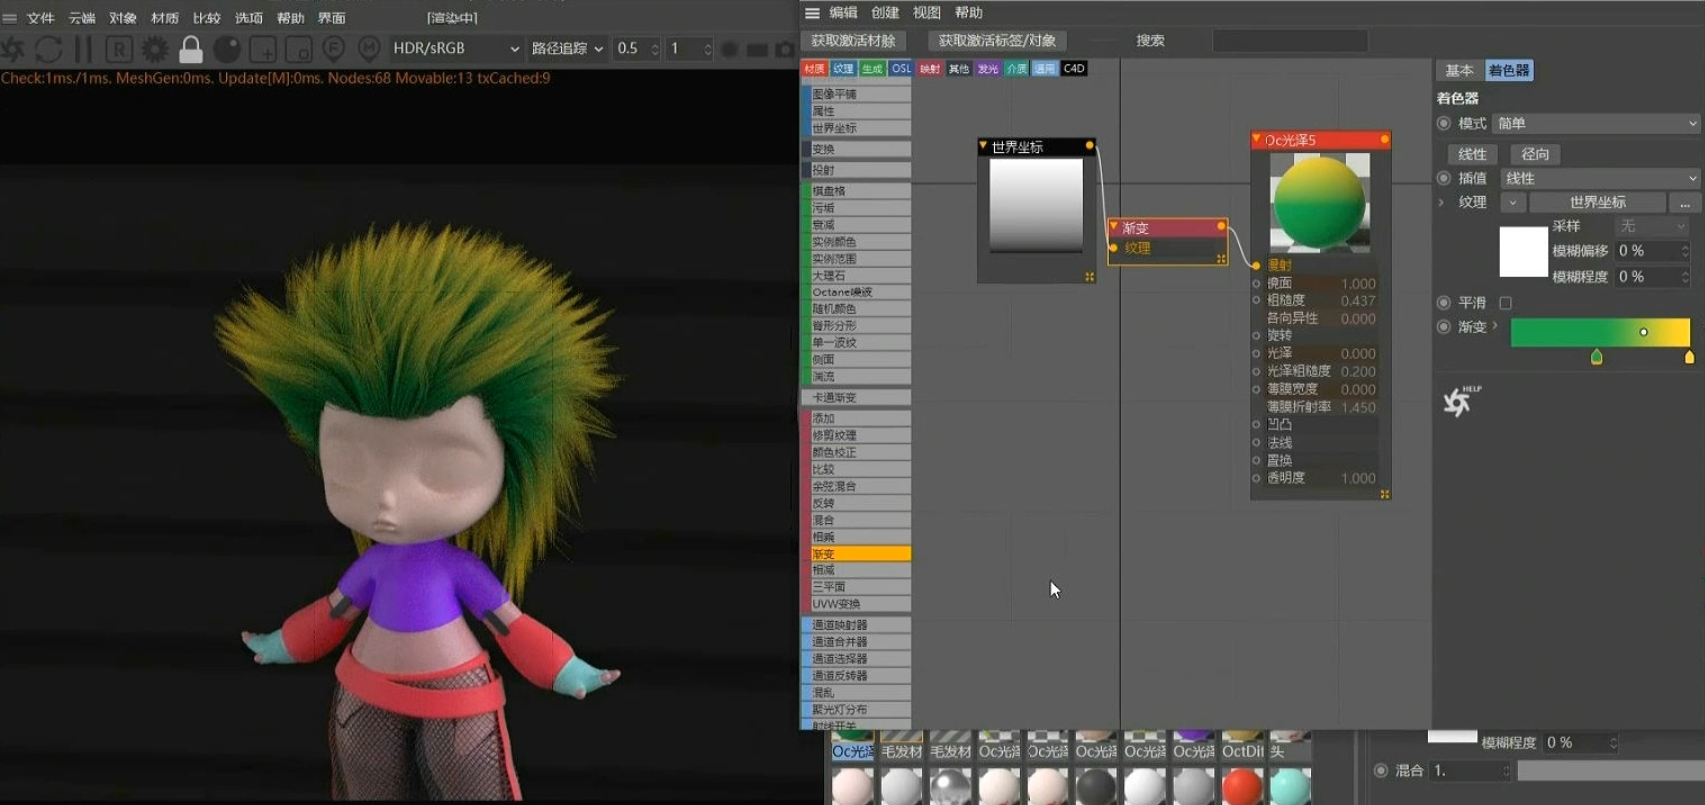 文件 云端 对象 材质 比较 选项 帮助 界面 [渲染中]
HDR/sRGB 路径追踪 0.5 1
Check:1ms./1ms. MeshGen:0ms. Update[M]:0ms. Nodes:68 Movable:13 txCached:9
编辑 创建 视图 帮助
获取激活材质 获取激活标签/对象 搜索
材质 纹理 生成 OSL 映射 其他 发光 介质 通用 C4D
图像平铺
属性
世界坐标
变换
投射
棋盘格
污垢
衰减
实例颜色
实例范围
大理石
Octane噪波
随机颜色
脊形分形
单一波纹
侧面
湍流
卡通渐变
添加
修剪纹理
颜色校正
比较
余弦混合
反转
混合
相乘
渐变
相减
三平面
UVW变换
通道映射器
通道合并器
通道选择器
通道反转器
混乱
聚光灯分布
射线开关
世界坐标
渐变
纹理
Oc光泽5
漫射
镜面 1.000
粗糙度 0.437
各向异性 0.000
旋转
光泽 0.000
光泽粗糙度 0.200
薄膜宽度 0.000
薄膜折射率 1.450
凹凸
法线
置换
透明度 1.000
基本 着色器
着色器
模式 简单
线性 径向
插值 线性
纹理 世界坐标 ...
采样 无
模糊偏移 0 %
模糊程度 0 %
平滑
渐变
HELP
Oc光泽 毛发材 毛发材 Oc光泽 Oc光泽 Oc光泽 Oc光泽 Oc光泽 OctDif 头
模糊程度 0 %
混合 1.